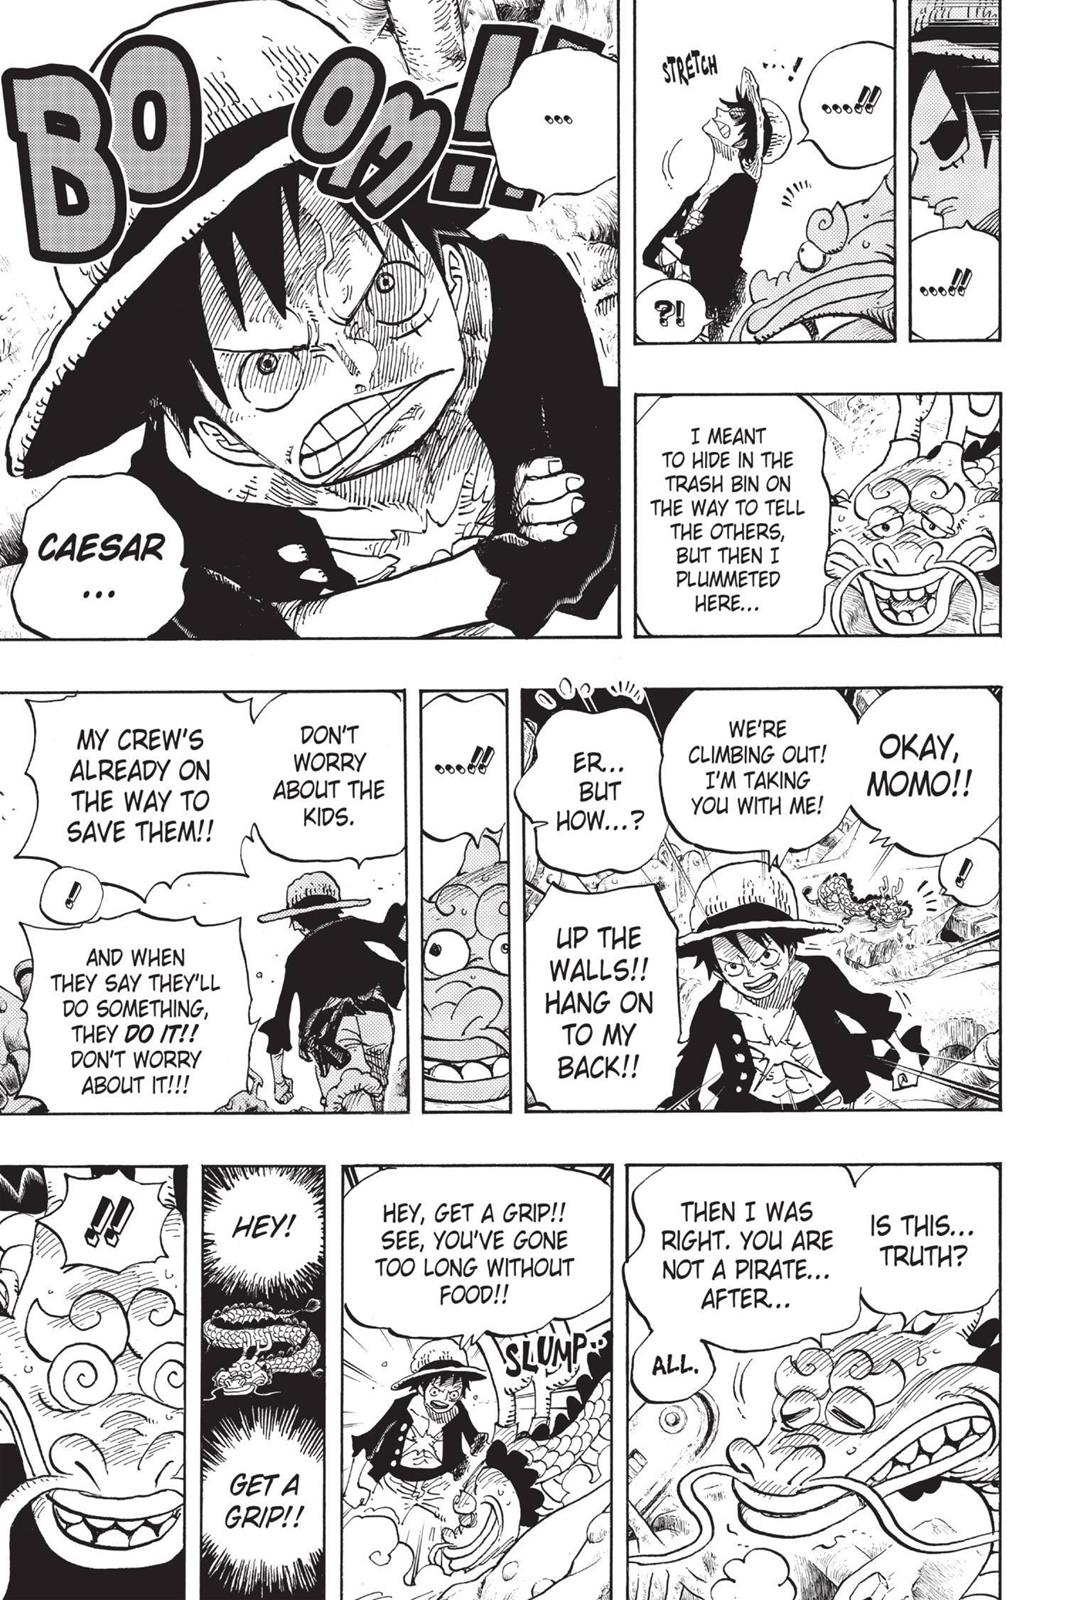 ....!!
....!!
...!
STRETCH
?!
...
BOOM!!
CAESAR
...
I MEANT
TO HIDE IN THE
TRASH BIN ON
THE WAY TO TELL
THE OTHERS,
BUT THEN I
PLUMMETED
HERE...
OKAY,
MOMO!!
WE'RE
CLIMBING OUT!
I'M TAKING
YOU WITH ME!
!
ER...
BUT
HOW...?
UP THE
WALLS!!
HANG ON
TO MY
BACK!!
....!!
DON'T
WORRY
ABOUT THE
KIDS.
MY CREW'S
ALREADY ON
THE WAY TO
SAVE THEM!!
!
AND WHEN
THEY SAY THEY'LL
DO SOMETHING,
THEY DO IT!!
DON'T WORRY
ABOUT IT!!!
IS THIS...
TRUTH?
THEN I WAS
RIGHT. YOU ARE
NOT A PIRATE...
AFTER...
ALL.
HEY, GET A GRIP!!
SEE, YOU'VE GONE
TOO LONG WITHOUT
FOOD!!
SLUMP...
HEY!
GET A
GRIP!!
!!